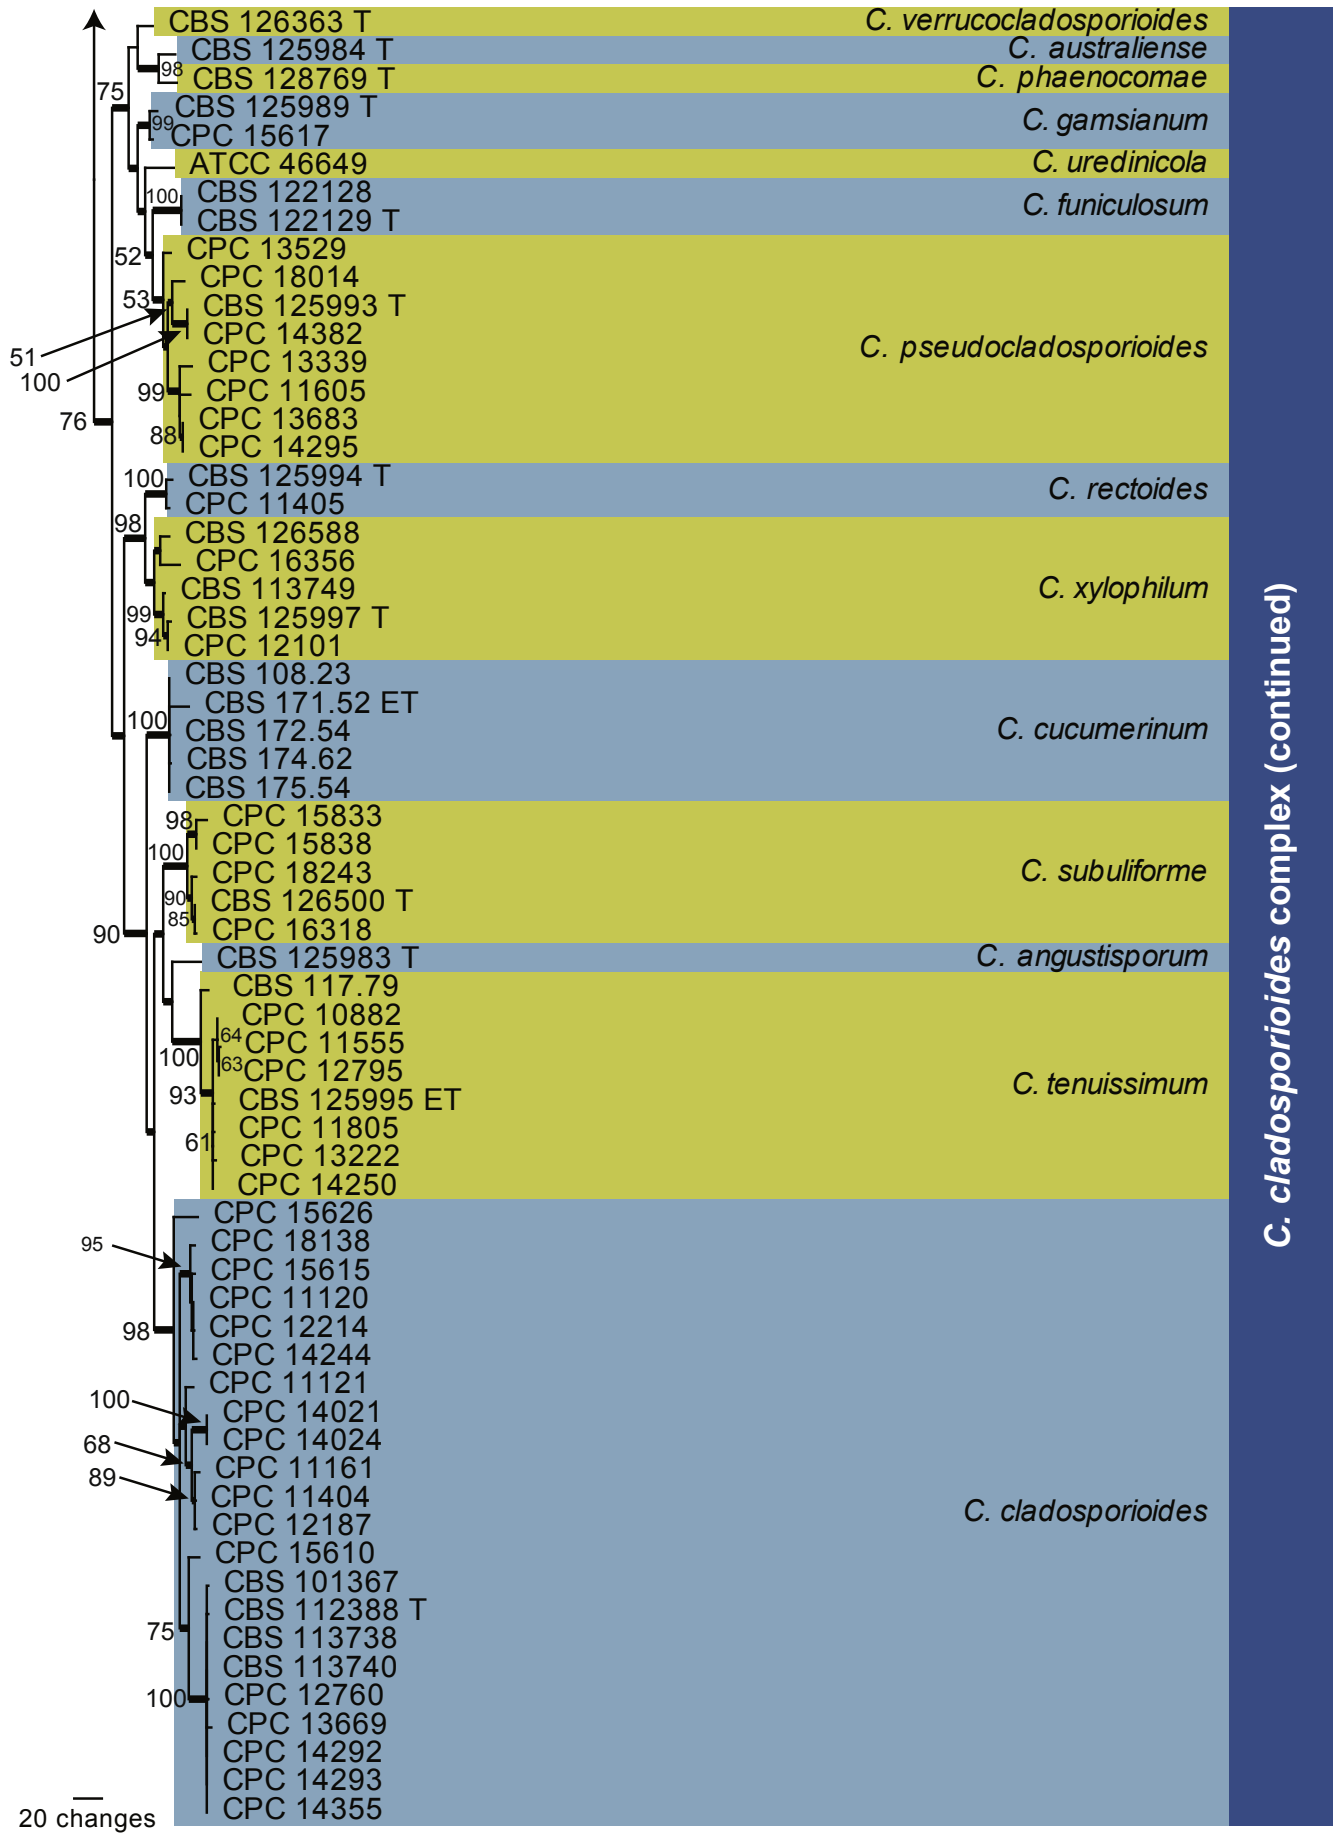 CBS 126363 T
C. verrucocladosporioides
CBS 125984 T
C. australiense
98
CBS 128769 T
C. phaenocomae
75
CBS 125989 T
99
C. gamsianum
CPC 15617
ATCC 46649
C. uredinicola
100
CBS 122128
C. funiculosum
CBS 122129 T
52
CPC 13529
CPC 18014
53
CBS 125993 T
CPC 14382
51
100
C. pseudocladosporioides
CPC 13339
99
CPC 11605
76
CPC 13683
88
CPC 14295
100
CBS 125994 T
C. rectoides
CPC 11405
98
CBS 126588
CPC 16356
CBS 113749
C. xylophilum
99
CBS 125997 T
94
CPC 12101
CBS 108.23
CBS 171.52 ET
100
CBS 172.54
C. cucumerinum
CBS 174.62
CBS 175.54
98
CPC 15833
100
CPC 15838
CPC 18243
C. subuliforme
90
CBS 126500 T
85
CPC 16318
90
CBS 125983 T
C. angustisporum
CBS 117.79
CPC 10882
64
CPC 11555
100
63
CPC 12795
C. tenuissimum
93
CBS 125995 ET
CPC 11805
61
CPC 13222
CPC 14250
CPC 15626
95
CPC 18138
CPC 15615
CPC 11120
98
CPC 12214
CPC 14244
CPC 11121
100
CPC 14021
68
CPC 14024
89
CPC 11161
CPC 11404
C. cladosporioides
CPC 12187
CPC 15610
CBS 101367
CBS 112388 T
75
CBS 113738
CBS 113740
100
CPC 12760
CPC 13669
CPC 14292
CPC 14293
CPC 14355
20 changes
C. cladosporioides complex (continued)